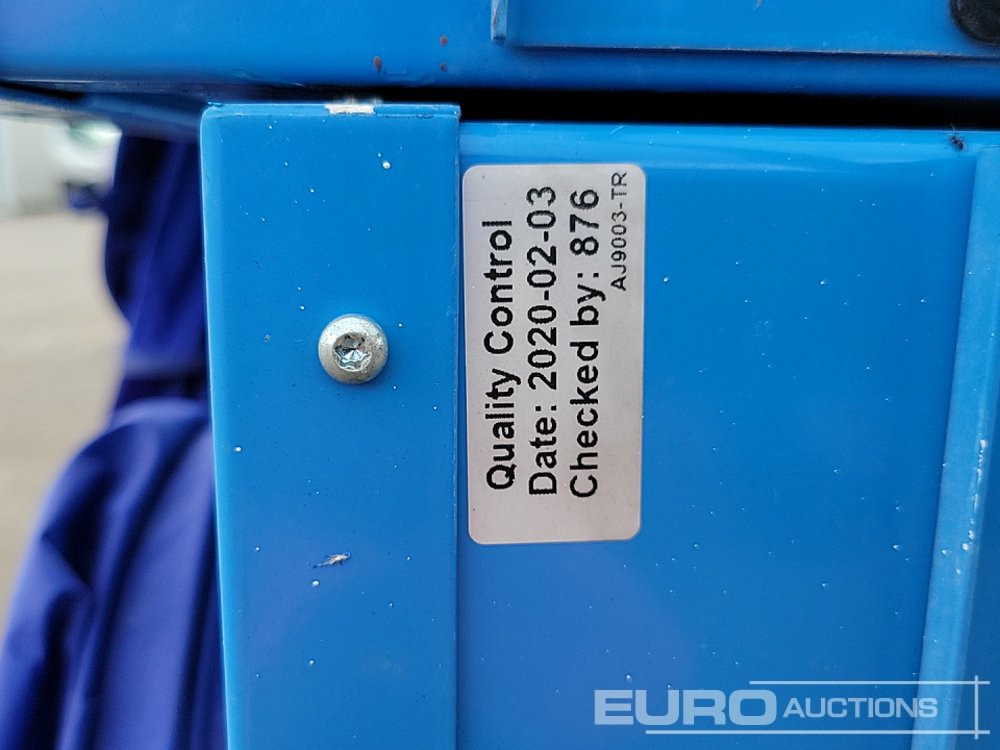 Quality Control
Date: 2020-02-03
Checked by: 876
AJ9003-TR
EURO AUCTIONS